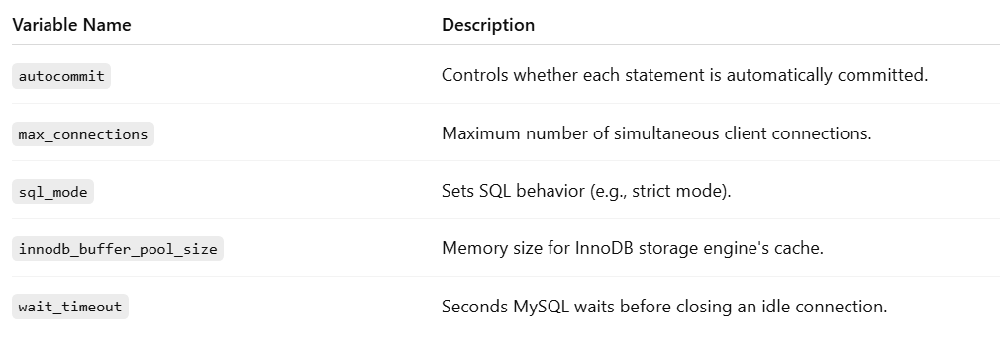 Variable Name Description
autocommit Controls whether each statement is automatically committed.
max_connections Maximum number of simultaneous client connections.
sql_mode Sets SQL behavior (e.g., strict mode).
innodb_buffer_pool_size Memory size for InnoDB storage engine's cache.
wait_timeout Seconds MySQL waits before closing an idle connection.